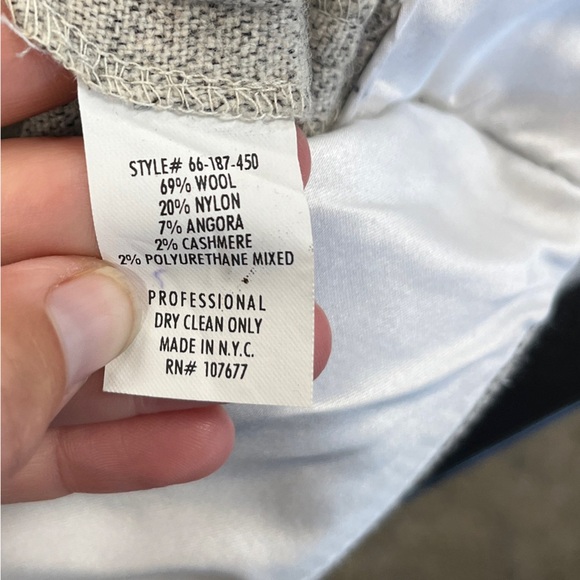 STYLE# 66-187-450
69% WOOL
20% NYLON
7% ANGORA
2% CASHMERE
2% POLYURETHANE MIXED
PROFESSIONAL
DRY CLEAN ONLY
MADE IN N.Y.C.
RN# 107677